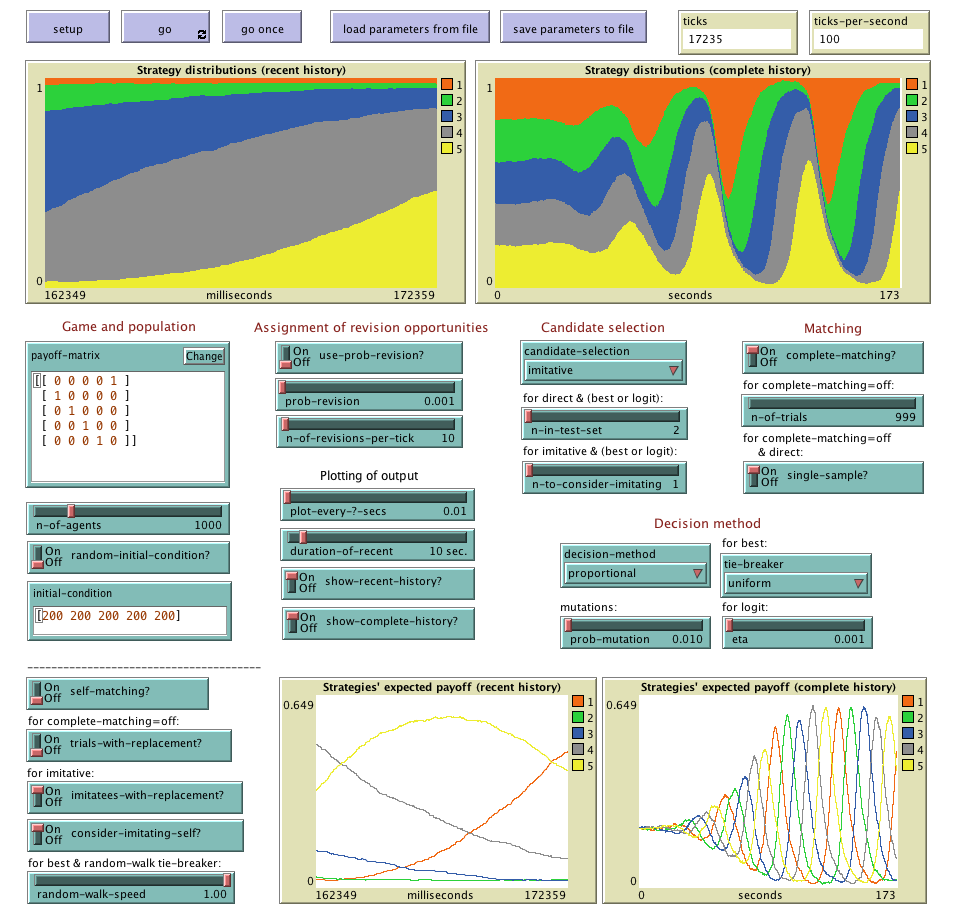 setup
go
go once
load parameters from file
save parameters to file
ticks
17235
ticks-per-second
100
Strategy distributions (recent history)
1
0
162349
milliseconds
172359
1
2
3
4
5
Strategy distributions (complete history)
1
0
0
seconds
173
1
2
3
4
5
Game and population
payoff-matrix
Change
[[ 0 0 0 0 1 ]
[ 1 0 0 0 0 ]
[ 0 1 0 0 0 ]
[ 0 0 1 0 0 ]
[ 0 0 0 1 0 ]]
n-of-agents 1000
On
Off
random-initial-condition?
initial-condition
[200 200 200 200 200]
Assignment of revision opportunities
On
Off
use-prob-revision?
prob-revision 0.001
n-of-revisions-per-tick 10
Plotting of output
plot-every-?-secs 0.01
duration-of-recent 10 sec.
On
Off
show-recent-history?
On
Off
show-complete-history?
Candidate selection
candidate-selection
imitative
for direct & (best or logit):
n-in-test-set 2
for imitative & (best or logit):
n-to-consider-imitating 1
Matching
On
Off
complete-matching?
for complete-matching=off:
n-of-trials 999
for complete-matching=off
& direct:
On
Off
single-sample?
Decision method
decision-method
proportional
for best:
tie-breaker
uniform
mutations:
prob-mutation 0.010
for logit:
eta 0.001
---------------------------------------
On
Off
self-matching?
for complete-matching=off:
On
Off
trials-with-replacement?
for imitative:
On
Off
imitatees-with-replacement?
On
Off
consider-imitating-self?
for best & random-walk tie-breaker:
random-walk-speed 1.00
Strategies' expected payoff (recent history)
0.649
0
162349
milliseconds
172359
1
2
3
4
5
Strategies' expected payoff (complete history)
0.649
0
0
seconds
173
1
2
3
4
5